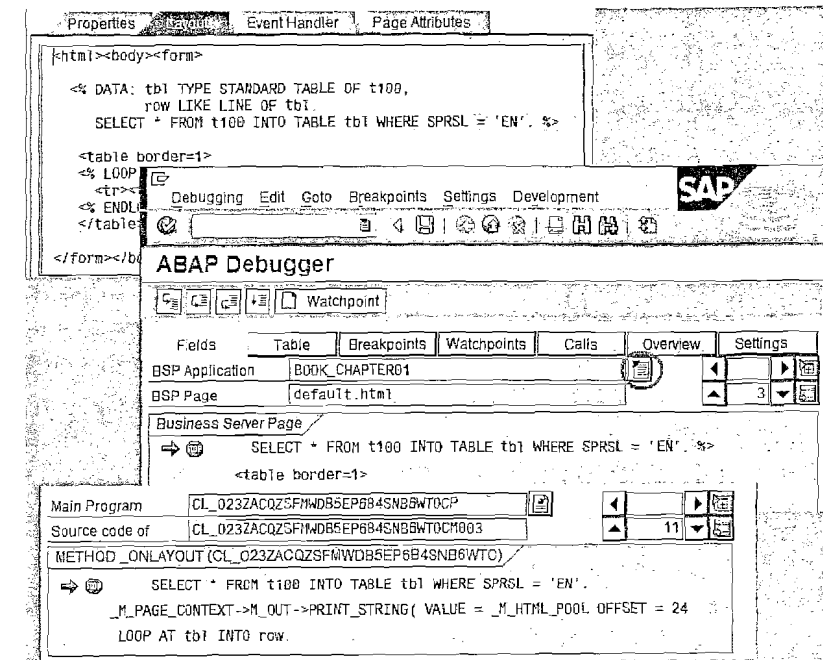 Properties Layout Event Handler Page Attributes
<html><body><form>
<% DATA: tbl TYPE STANDARD TABLE OF t100,
row LIKE LINE OF tbl.
SELECT * FROM t100 INTO TABLE tbl WHERE SPRSL = 'EN'. %>
<table border=1>
<% LOOP
<tr><
<% ENDL
</table
</form></bo
Debugging Edit Goto Breakpoints Settings Development
SAP
ABAP Debugger
Watchpoint
Fields Table Breakpoints Watchpoints Calls Overview Settings
BSP Application BOOK_CHAPTER01
BSP Page default.html 3
Business Server Page
SELECT * FROM t100 INTO TABLE tbl WHERE SPRSL = 'EN'. %>
<table border=1>
Main Program CL_023ZACQZSFMWDB5EP6B4SNB6WT0CP
Source code of CL_023ZACQZSFMWDB5EP6B4SNB6WT0CM003 11
METHOD _ONLAYOUT (CL_023ZACQZSFMWDB5EP6B4SNB6WTO)
SELECT * FROM t100 INTO TABLE tbl WHERE SPRSL = 'EN'.
_M_PAGE_CONTEXT->M_OUT->PRINT_STRING( VALUE = _M_HTML_POOL OFFSET = 24
LOOP AT tbl INTO row.